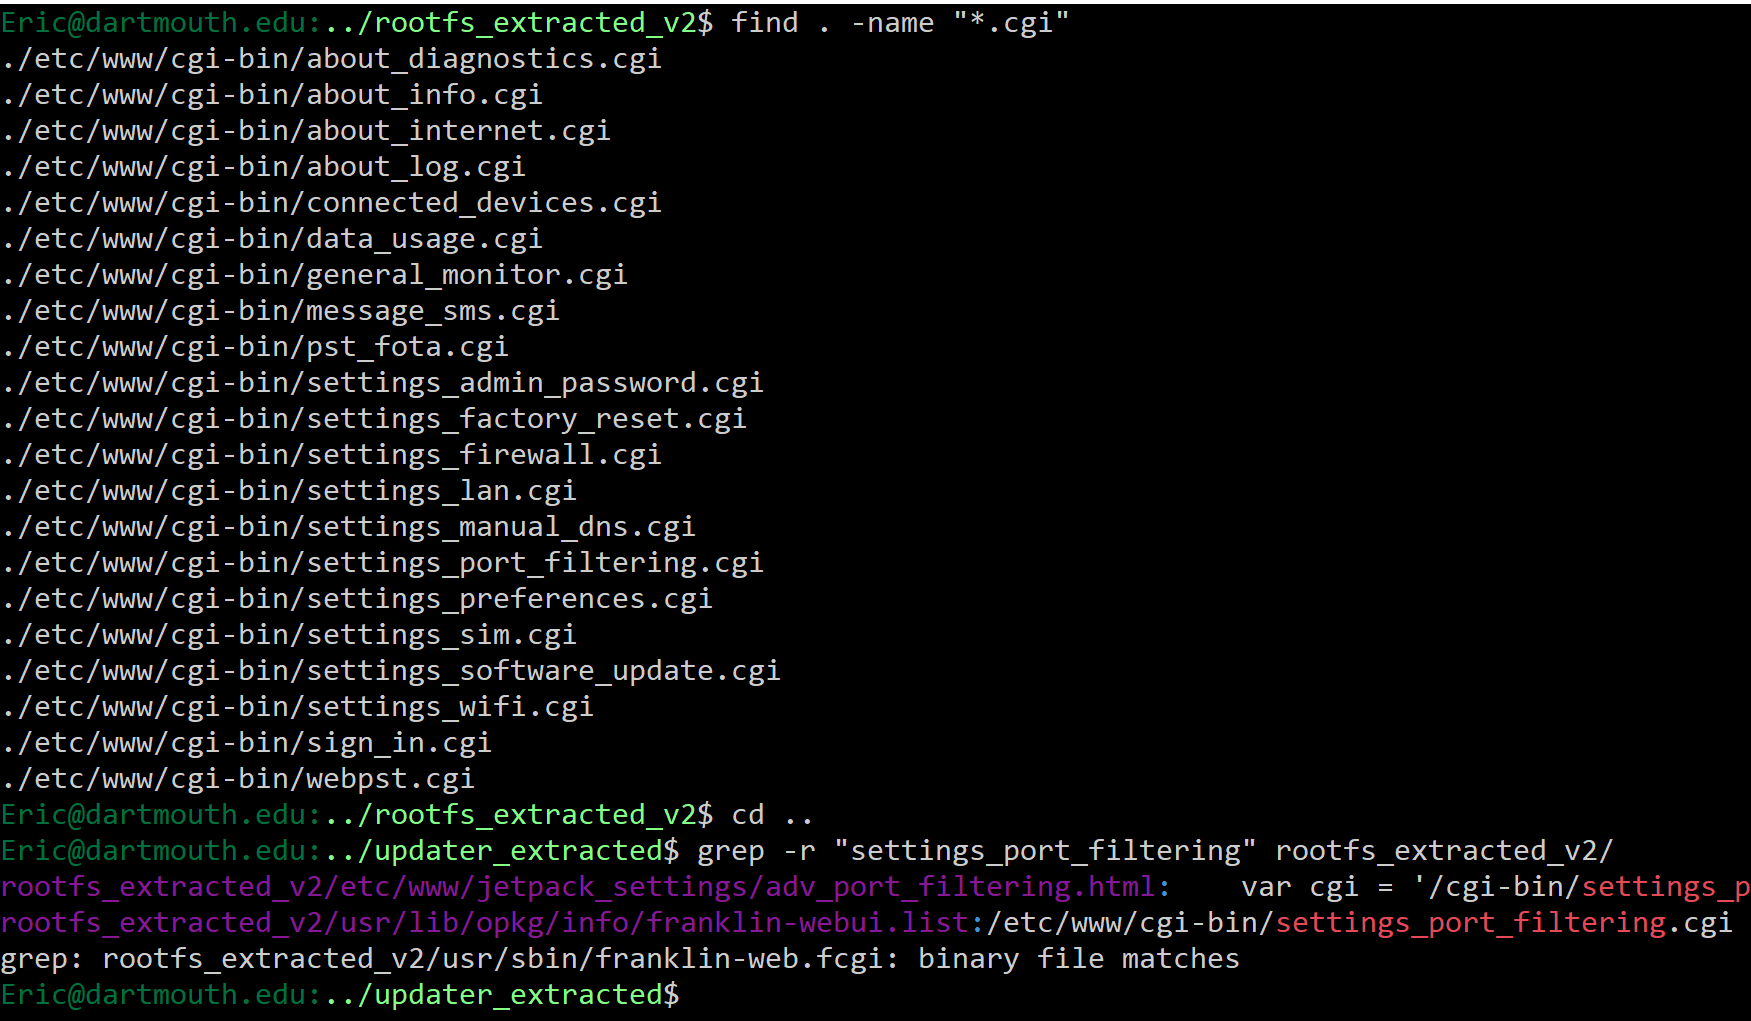 Eric@dartmouth.edu:../rootfs_extracted_v2$ find . -name "*.cgi"
./etc/www/cgi-bin/about_diagnostics.cgi
./etc/www/cgi-bin/about_info.cgi
./etc/www/cgi-bin/about_internet.cgi
./etc/www/cgi-bin/about_log.cgi
./etc/www/cgi-bin/connected_devices.cgi
./etc/www/cgi-bin/data_usage.cgi
./etc/www/cgi-bin/general_monitor.cgi
./etc/www/cgi-bin/message_sms.cgi
./etc/www/cgi-bin/pst_fota.cgi
./etc/www/cgi-bin/settings_admin_password.cgi
./etc/www/cgi-bin/settings_factory_reset.cgi
./etc/www/cgi-bin/settings_firewall.cgi
./etc/www/cgi-bin/settings_lan.cgi
./etc/www/cgi-bin/settings_manual_dns.cgi
./etc/www/cgi-bin/settings_port_filtering.cgi
./etc/www/cgi-bin/settings_preferences.cgi
./etc/www/cgi-bin/settings_sim.cgi
./etc/www/cgi-bin/settings_software_update.cgi
./etc/www/cgi-bin/settings_wifi.cgi
./etc/www/cgi-bin/sign_in.cgi
./etc/www/cgi-bin/webpst.cgi
Eric@dartmouth.edu:../rootfs_extracted_v2$ cd ..
Eric@dartmouth.edu:../updater_extracted$ grep -r "settings_port_filtering" rootfs_extracted_v2/
rootfs_extracted_v2/etc/www/jetpack_settings/adv_port_filtering.html:    var cgi = '/cgi-bin/settings_p
rootfs_extracted_v2/usr/lib/opkg/info/franklin-webui.list:/etc/www/cgi-bin/settings_port_filtering.cgi
grep: rootfs_extracted_v2/usr/sbin/franklin-web.fcgi: binary file matches
Eric@dartmouth.edu:../updater_extracted$